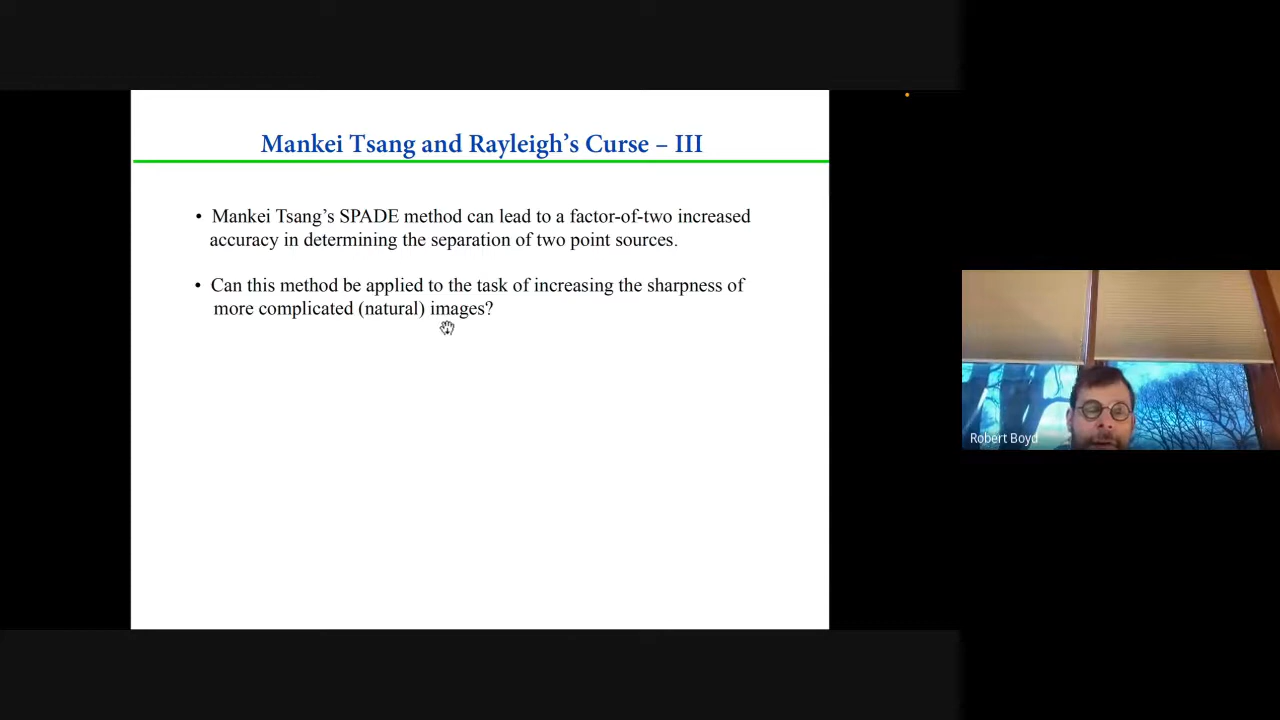 Mankei Tsang and Rayleigh’s Curse – III
• Mankei Tsang’s SPADE method can lead to a factor-of-two increased
accuracy in determining the separation of two point sources.
• Can this method be applied to the task of increasing the sharpness of
more complicated (natural) images?
Robert Boyd